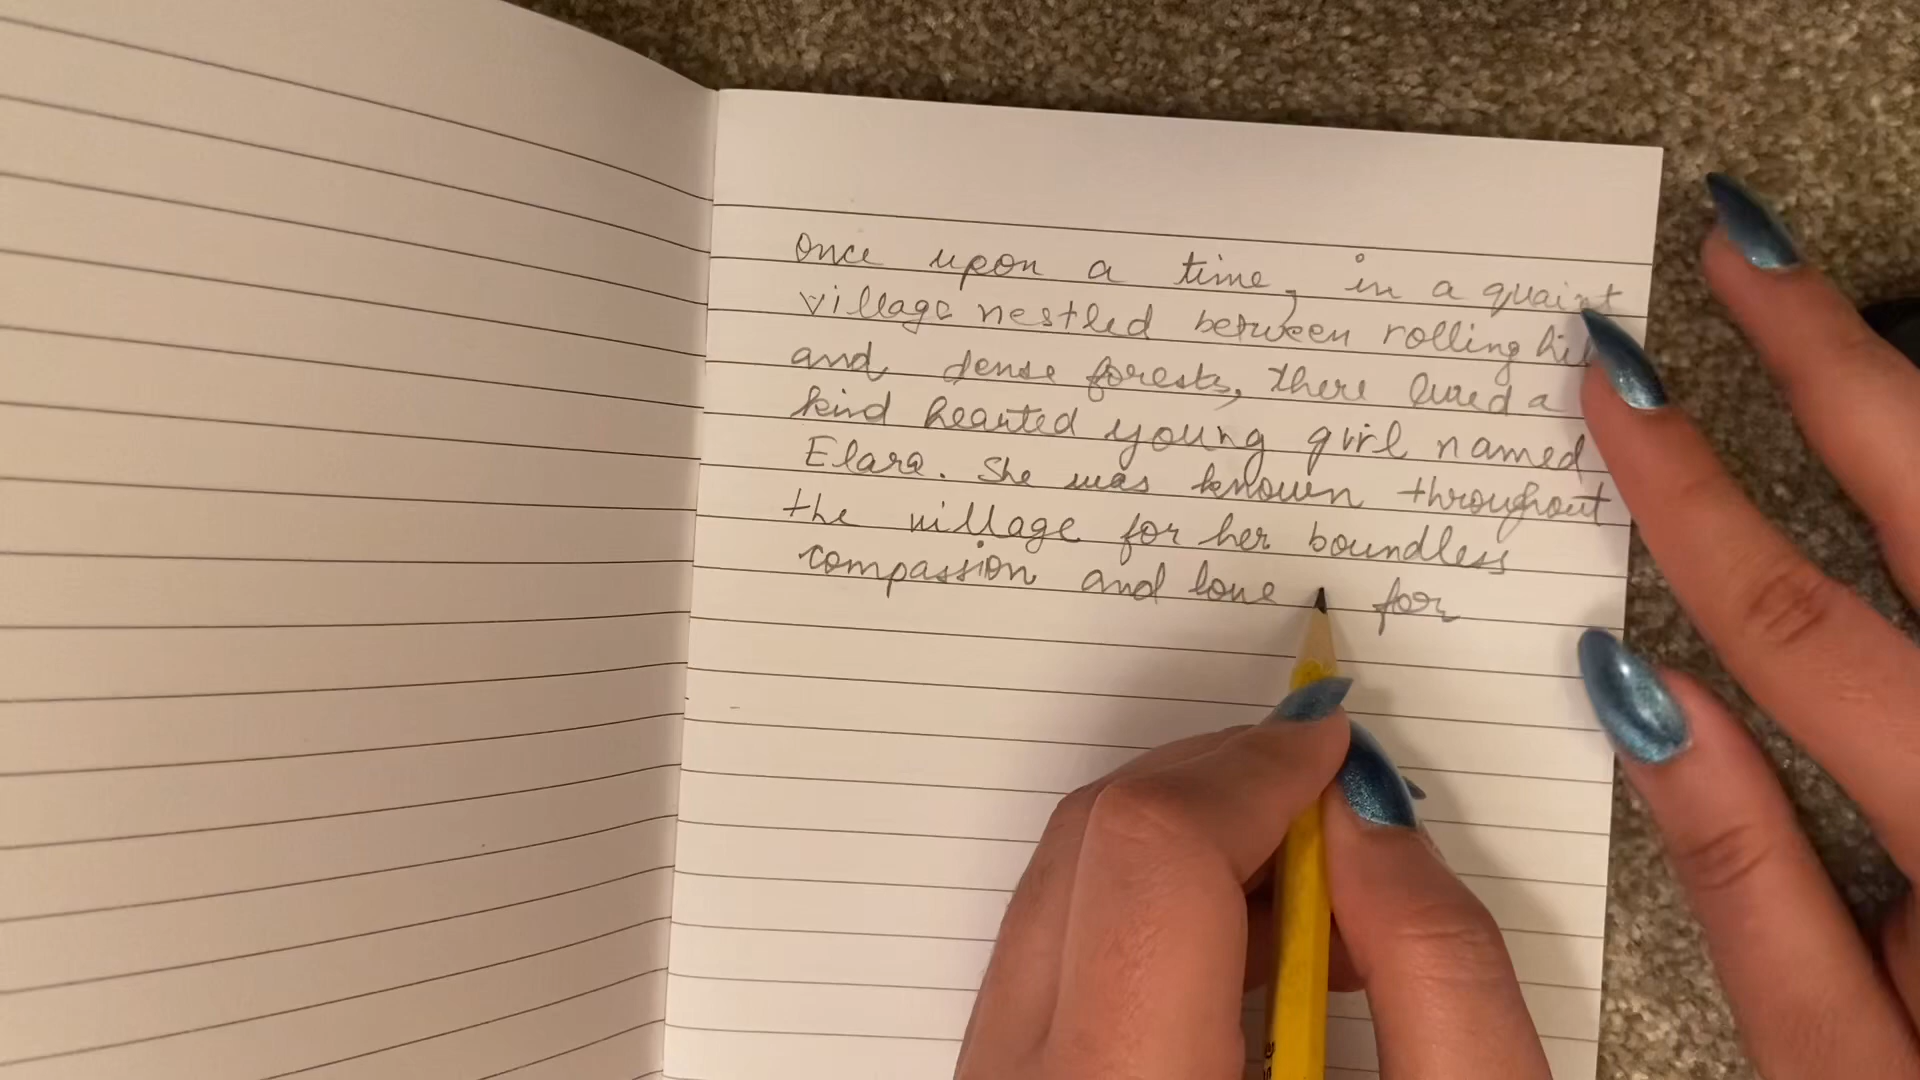 once upon a time, in a quaint
village nestled between rolling
and dense forests, there lived a
kind hearted young girl named
Elara. She was known throughout
the village for her boundless
compassion and love for